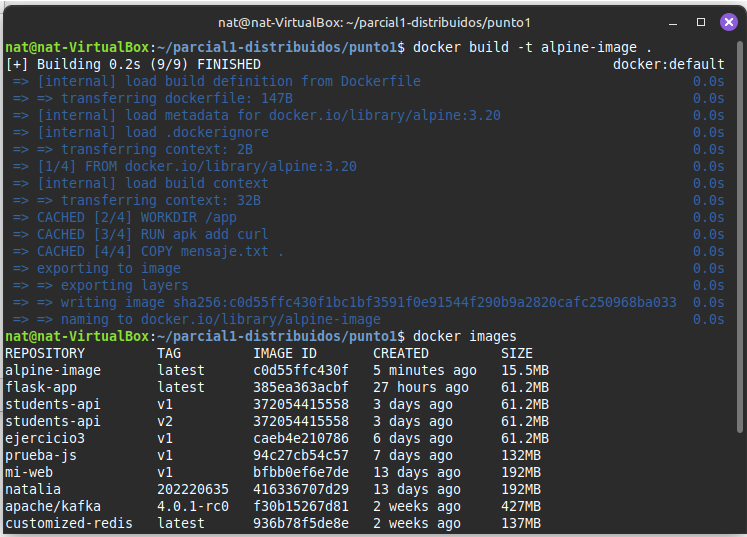 nat@nat-VirtualBox: ~/parcial1-distribuidos/punto1
nat@nat-VirtualBox:~/parcial1-distribuidos/punto1$ docker build -t alpine-image .
[+] Building 0.2s (9/9) FINISHED docker:default
=> [internal] load build definition from Dockerfile 0.0s
=> => transferring dockerfile: 147B 0.0s
=> [internal] load metadata for docker.io/library/alpine:3.20 0.0s
=> [internal] load .dockerignore 0.0s
=> => transferring context: 2B 0.0s
=> [1/4] FROM docker.io/library/alpine:3.20 0.0s
=> [internal] load build context 0.0s
=> => transferring context: 32B 0.0s
=> CACHED [2/4] WORKDIR /app 0.0s
=> CACHED [3/4] RUN apk add curl 0.0s
=> CACHED [4/4] COPY mensaje.txt . 0.0s
=> exporting to image 0.0s
=> => exporting layers 0.0s
=> => writing image sha256:c0d55ffc430f1bc1bf3591f0e91544f290b9a2820cafc250968ba033 0.0s
=> => naming to docker.io/library/alpine-image 0.0s
nat@nat-VirtualBox:~/parcial1-distribuidos/punto1$ docker images
REPOSITORY TAG IMAGE ID CREATED SIZE
alpine-image latest c0d55ffc430f 5 minutes ago 15.5MB
flask-app latest 385ea363acbf 27 hours ago 61.2MB
students-api v1 372054415558 3 days ago 61.2MB
students-api v2 372054415558 3 days ago 61.2MB
ejercicio3 v1 caeb4e210786 6 days ago 61.2MB
prueba-js v1 94c27cb54c57 7 days ago 132MB
mi-web v1 bfbb0ef6e7de 13 days ago 192MB
natalia 202220635 416336707d29 13 days ago 192MB
apache/kafka 4.0.1-rc0 f30b15267d81 2 weeks ago 427MB
customized-redis latest 936b78f5de8e 2 weeks ago 137MB